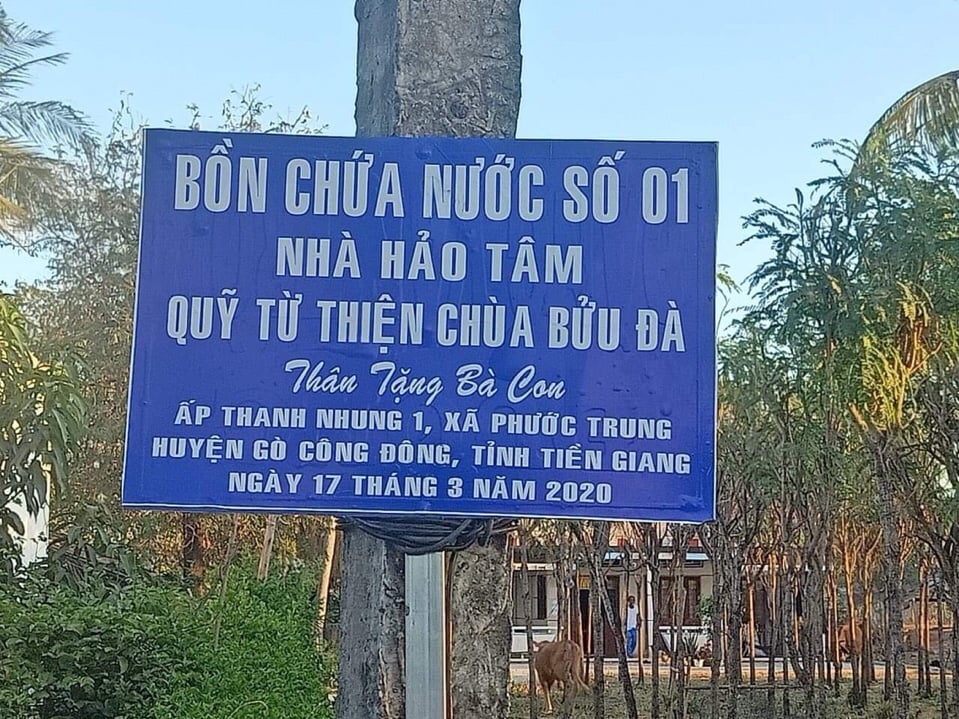 BỒN CHỨA NƯỚC SỐ 01
NHÀ HẢO TÂM
QUỸ TỪ THIỆN CHÙA BỬU ĐÀ
Thân Tặng Bà Con
ẤP THANH NHUNG 1, XÃ PHƯỚC TRUNG
HUYỆN GÒ CÔNG ĐÔNG, TỈNH TIỀN GIANG
NGÀY 17 THÁNG 3 NĂM 2020